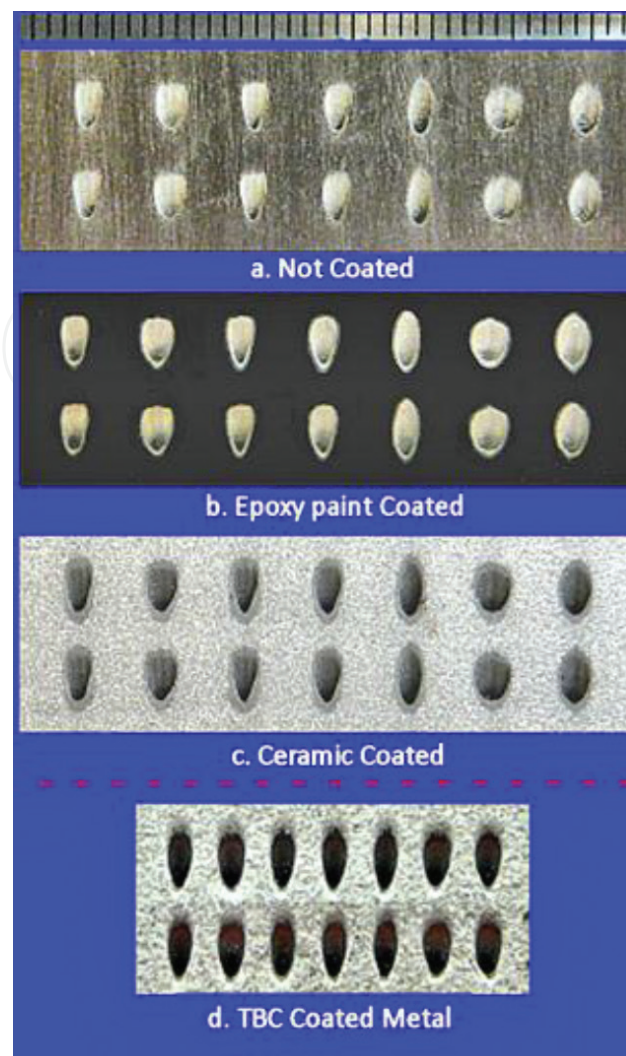 a. Not Coated
b. Epoxy paint Coated
c. Ceramic Coated
d. TBC Coated Metal